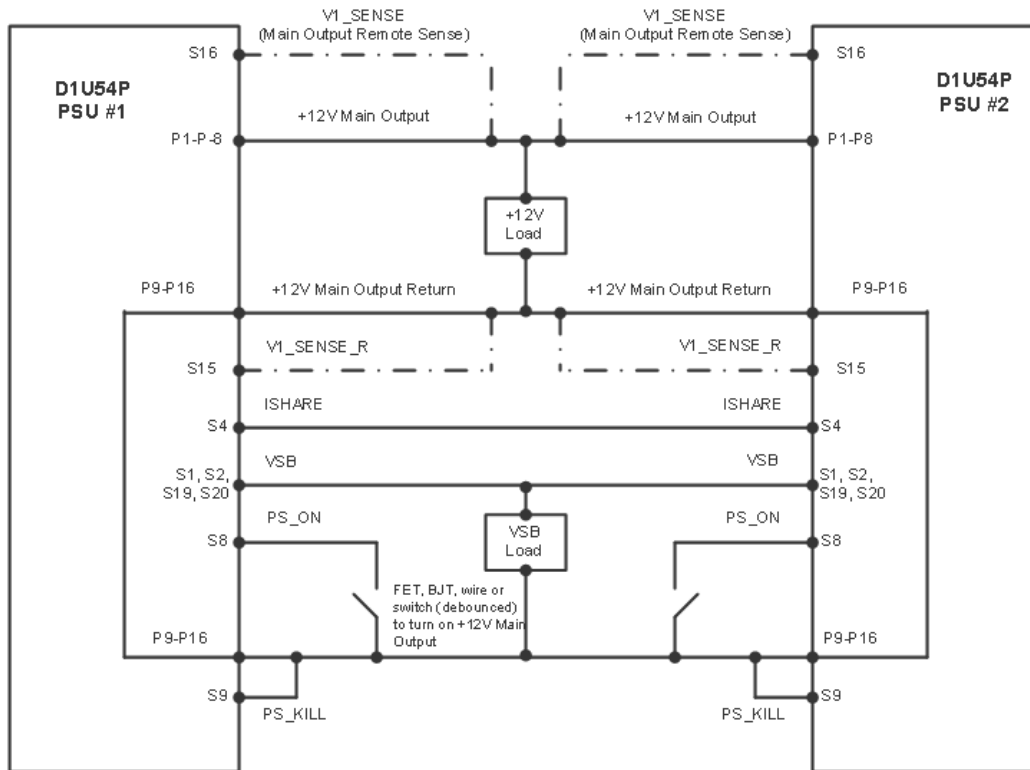 V1_SENSE
(Main Output Remote Sense)
V1_SENSE
(Main Output Remote Sense)
S16
S16
D1U54P
PSU #1
D1U54P
PSU #2
+12V Main Output
+12V Main Output
P1-P-8
P1-P8
+12V
Load
P9-P16
+12V Main Output Return
+12V Main Output Return
P9-P16
V1_SENSE_R
V1_SENSE_R
S15
S15
ISHARE
ISHARE
S4
S4
VSB
VSB
S1, S2,
S19, S20
S1, S2,
S19, S20
PS_ON
PS_ON
S8
VSB
Load
S8
FET, BJT, wire or
switch (debounced)
to turn on +12V Main
Output
P9-P16
P9-P16
S9
S9
PS_KILL
PS_KILL